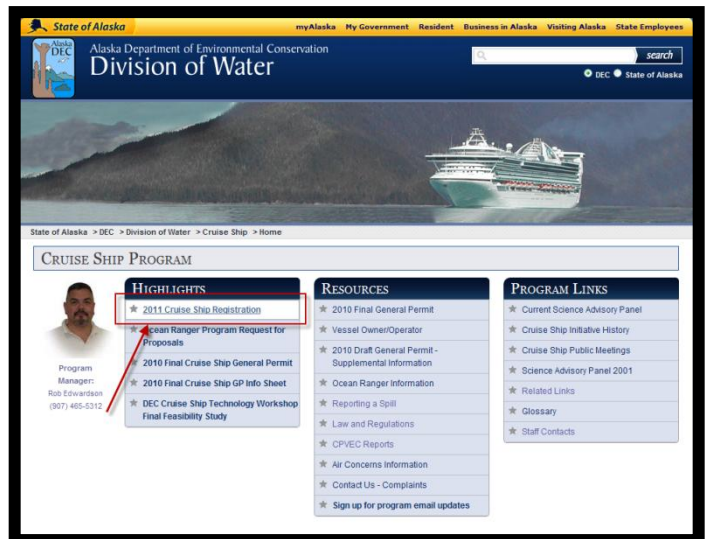 State of Alaska
myAlaska My Government Resident Business in Alaska Visiting Alaska State Employees
Alaska
DEC
Alaska Department of Environmental Conservation
Division of Water
search
DEC State of Alaska
State of Alaska > DEC > Division of Water > Cruise Ship > Home
CRUISE SHIP PROGRAM
Program
Manager:
Rob Edwardson
(907) 465-5312
HIGHLIGHTS
2011 Cruise Ship Registration
Ocean Ranger Program Request for
Proposals
2010 Final Cruise Ship General Permit
2010 Final Cruise Ship GP Info Sheet
DEC Cruise Ship Technology Workshop
Final Feasibility Study
RESOURCES
2010 Final General Permit
Vessel Owner/Operator
2010 Draft General Permit -
Supplemental Information
Ocean Ranger Information
Reporting a Spill
Law and Regulations
CPVEC Reports
Air Concerns Information
Contact Us - Complaints
Sign up for program email updates
PROGRAM LINKS
Current Science Advisory Panel
Cruise Ship Initiative History
Cruise Ship Public Meetings
Science Advisory Panel 2001
Related Links
Glossary
Staff Contacts